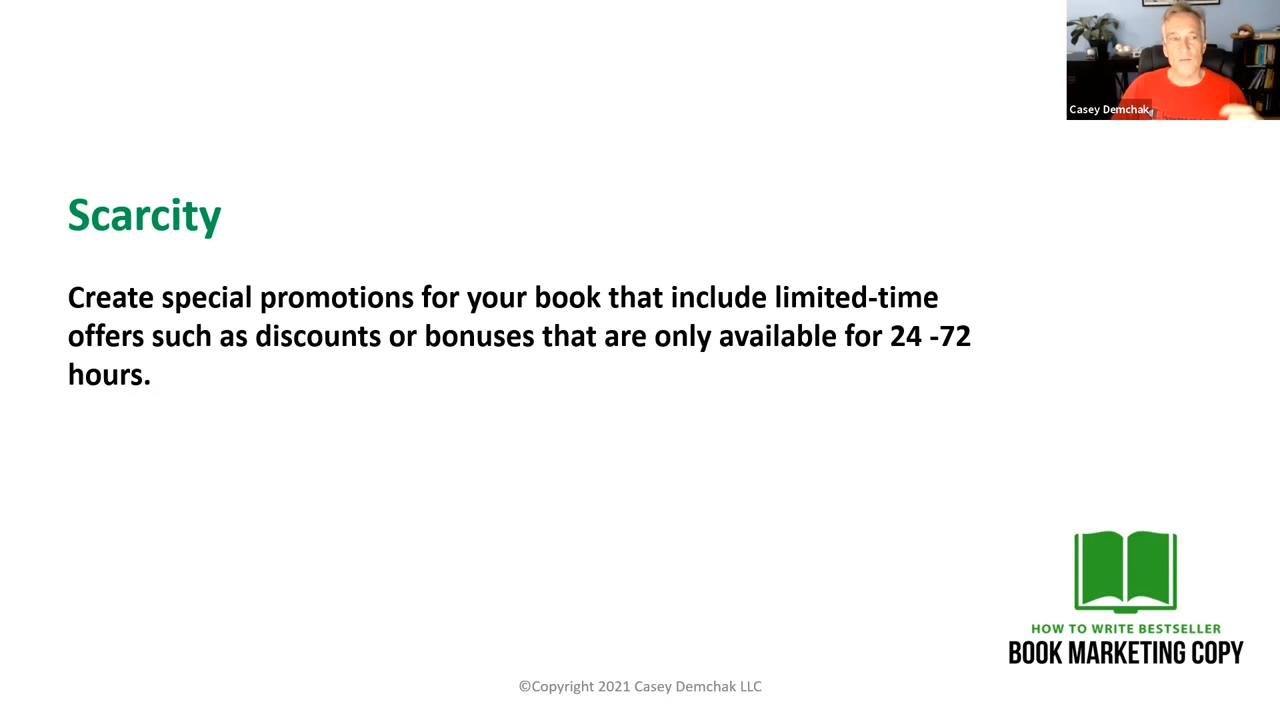 Casey Demchak
Scarcity
Create special promotions for your book that include limited-time
offers such as discounts or bonuses that are only available for 24 -72
hours.
HOW TO WRITE BESTSELLER
BOOK MARKETING COPY
©Copyright 2021 Casey Demchak LLC